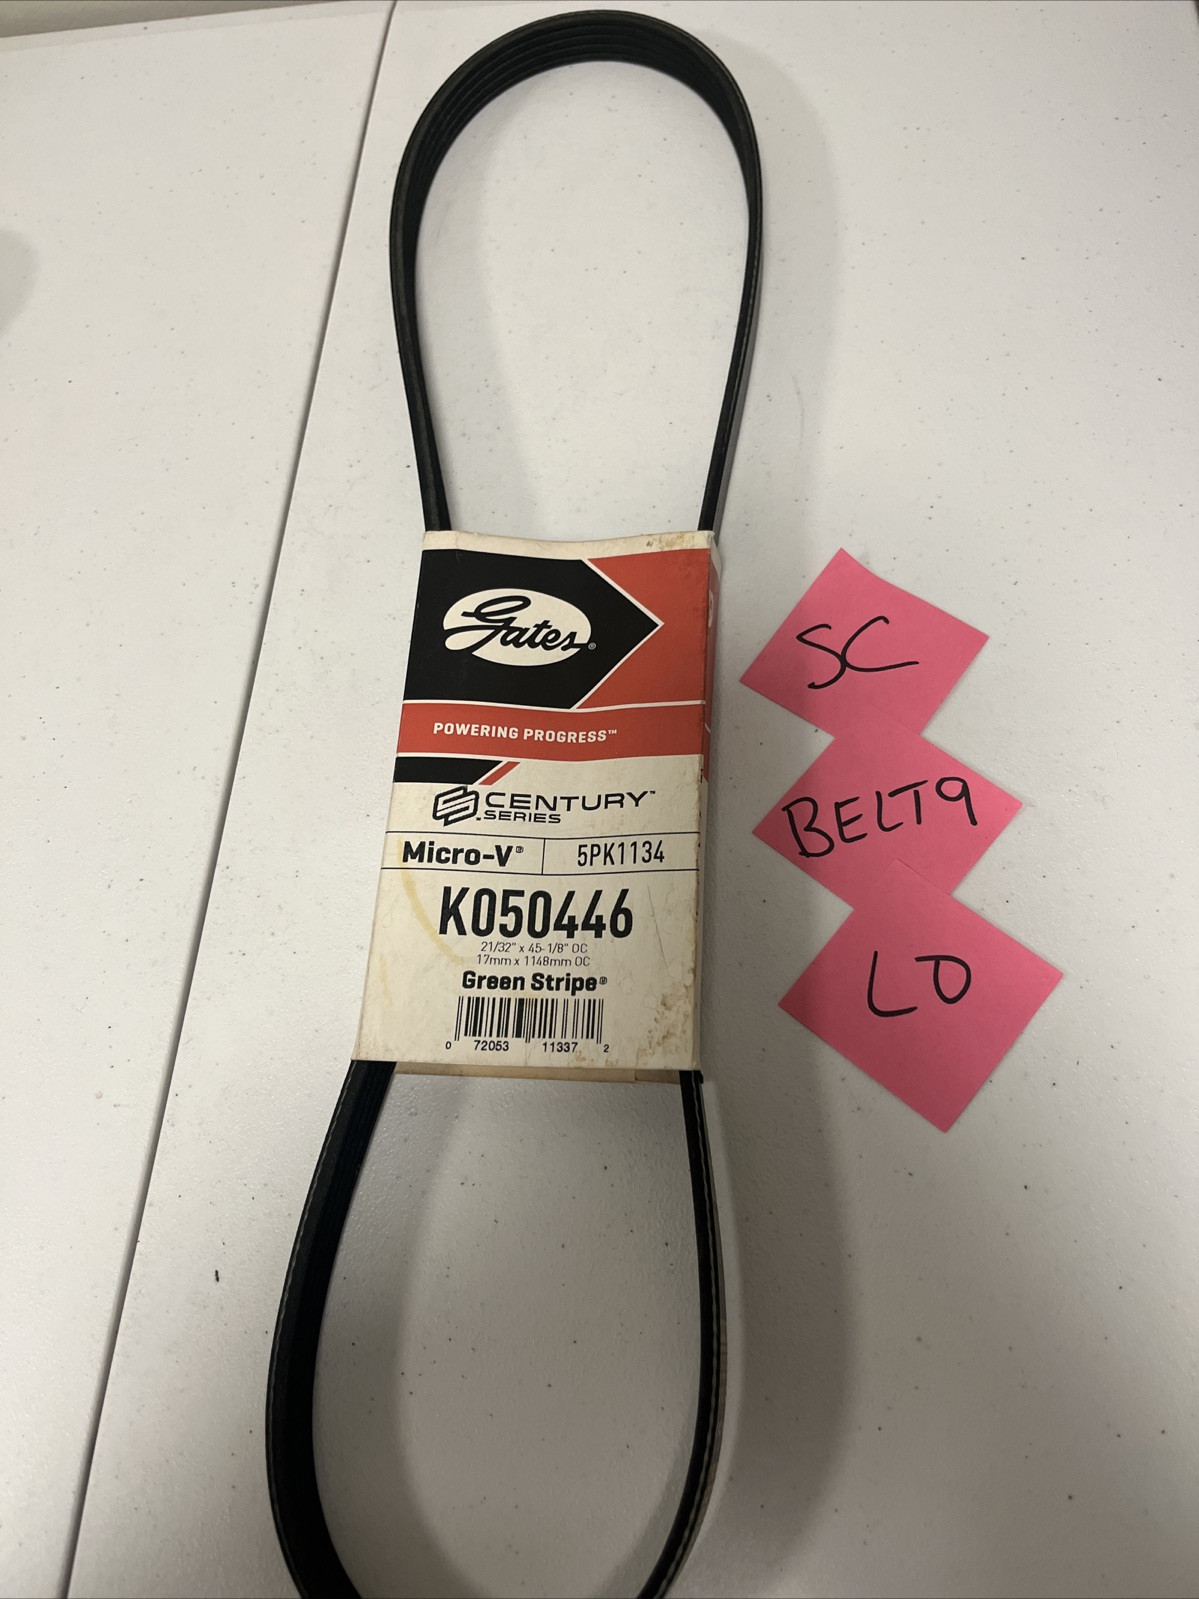 Gates®
POWERING PROGRESS™
CENTURY™
SERIES
Micro-V® 5PK1134
K050446
21/32" x 45-1/8" OC
17mm x 1148mm OC
Green Stripe®
0 72053 11337 2
SC
BELT9
LO